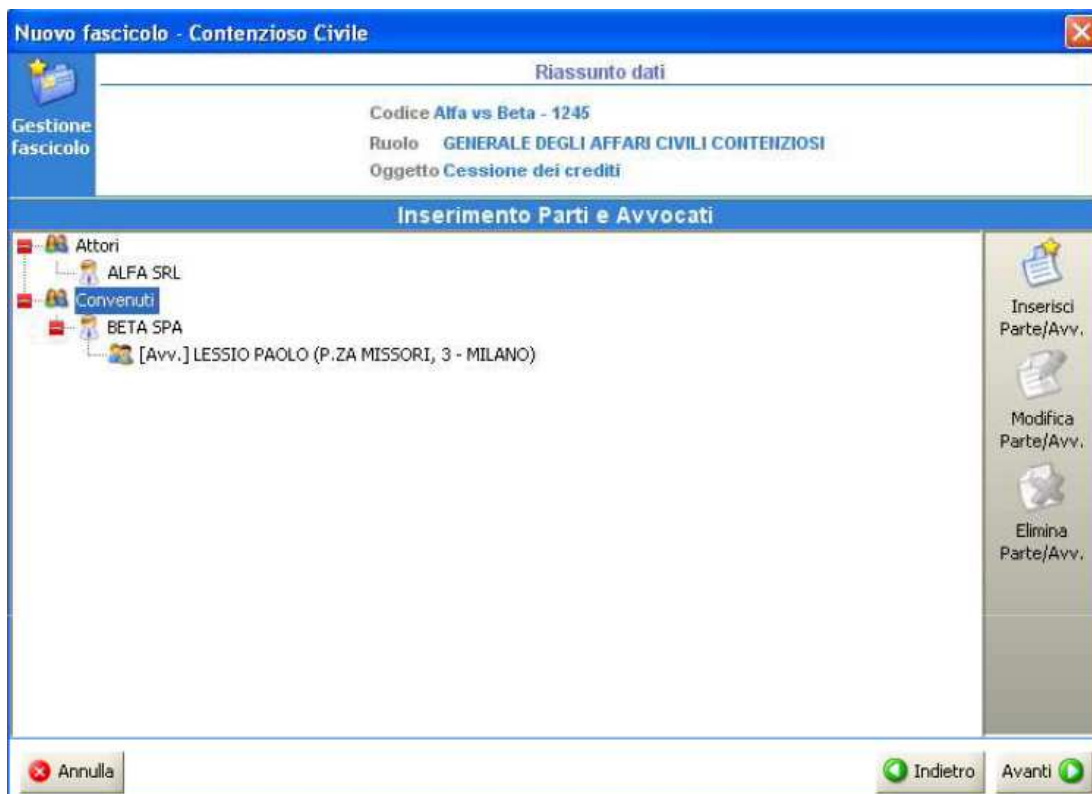 Nuovo fascicolo - Contenzioso Civile
Gestione
fascicolo
Riassunto dati
Codice Alfa vs Beta - 1245
Ruolo GENERALE DEGLI AFFARI CIVILI CONTENZIOSI
Oggetto Cessione dei crediti
Inserimento Parti e Avvocati
Attori
ALFA SRL
Convenuti
BETA SPA
[Avv.] LESSIO PAOLO (P.ZA MISSORI, 3 - MILANO)
Inserisci
Parte/Avv.
Modifica
Parte/Avv.
Elimina
Parte/Avv.
Annulla
Indietro
Avanti